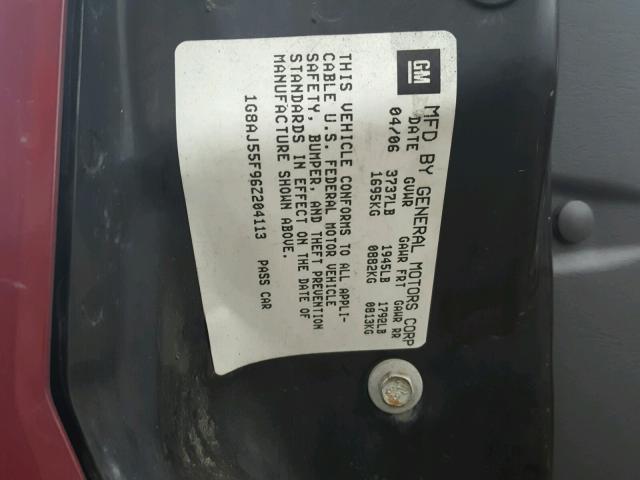 GM
MFD BY GENERAL MOTORS CORP
DATE GVWR GAWR FRT GAWR RR
04/06 3737LB 1945LB 1792LB
1695KG 0882KG 0813KG
THIS VEHICLE CONFORMS TO ALL APPLI-
CABLE U.S. FEDERAL MOTOR VEHICLE
SAFETY, BUMPER, AND THEFT PREVENTION
STANDARDS IN EFFECT ON THE DATE OF
MANUFACTURE SHOWN ABOVE.
1G8AJ55F96Z204113 PASS CAR